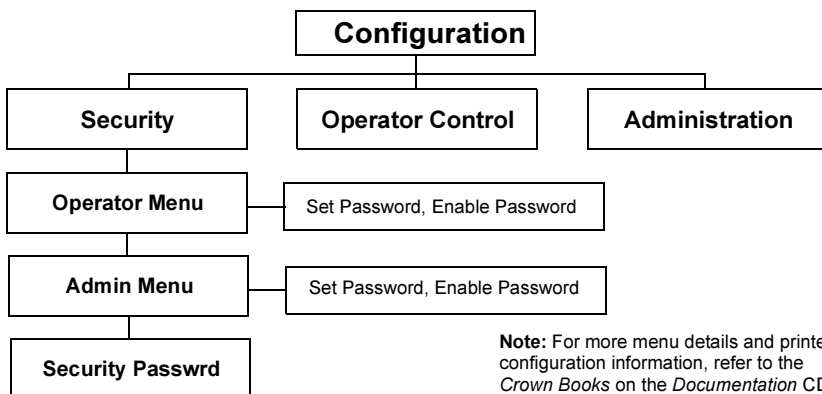 Configuration
Security
Operator Control
Administration
Operator Menu
Set Password, Enable Password
Admin Menu
Set Password, Enable Password
Security Passwrd
Note: For more menu details and printe
configuration information, refer to the
Crown Books on the Documentation CD